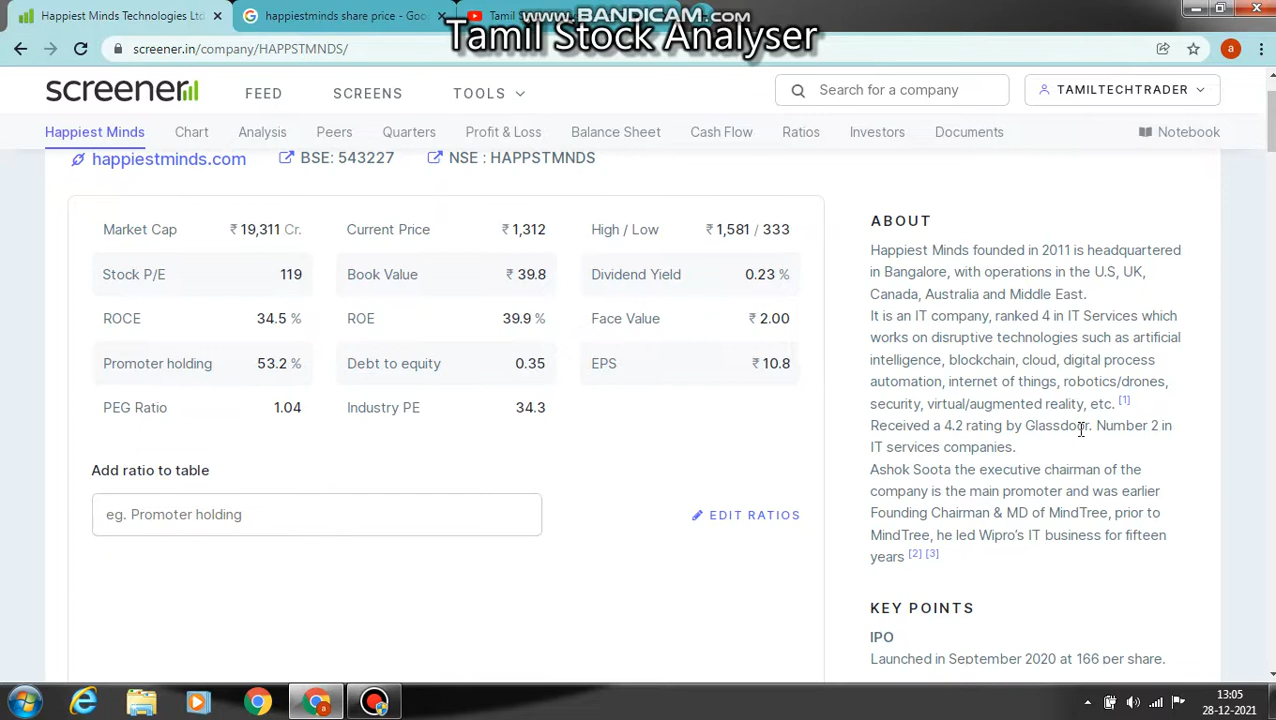 Happiest Minds Technologies Ltd
happiestminds share price - Goo
Tamil
www.BANDICAM.com
Tamil Stock Analyser
screener.in/company/HAPPSTMNDS/
a
screener
FEED
SCREENS
TOOLS
Search for a company
TAMILTECHTRADER
Happiest Minds
Chart
Analysis
Peers
Quarters
Profit & Loss
Balance Sheet
Cash Flow
Ratios
Investors
Documents
Notebook
happiestminds.com
BSE: 543227
NSE : HAPPSTMNDS
Market Cap ₹ 19,311 Cr.
Current Price ₹ 1,312
High / Low ₹ 1,581 / 333
Stock P/E 119
Book Value ₹ 39.8
Dividend Yield 0.23 %
ROCE 34.5 %
ROE 39.9 %
Face Value ₹ 2.00
Promoter holding 53.2 %
Debt to equity 0.35
EPS ₹ 10.8
PEG Ratio 1.04
Industry PE 34.3
Add ratio to table
eg. Promoter holding
EDIT RATIOS
ABOUT
Happiest Minds founded in 2011 is headquartered
in Bangalore, with operations in the U.S, UK,
Canada, Australia and Middle East.
It is an IT company, ranked 4 in IT Services which
works on disruptive technologies such as artificial
intelligence, blockchain, cloud, digital process
automation, internet of things, robotics/drones,
security, virtual/augmented reality, etc. [1]
Received a 4.2 rating by Glassdoor. Number 2 in
IT services companies.
Ashok Soota the executive chairman of the
company is the main promoter and was earlier
Founding Chairman & MD of MindTree, prior to
MindTree, he led Wipro's IT business for fifteen
years [2] [3]
KEY POINTS
IPO
Launched in September 2020 at 166 per share.
13:05
28-12-2021